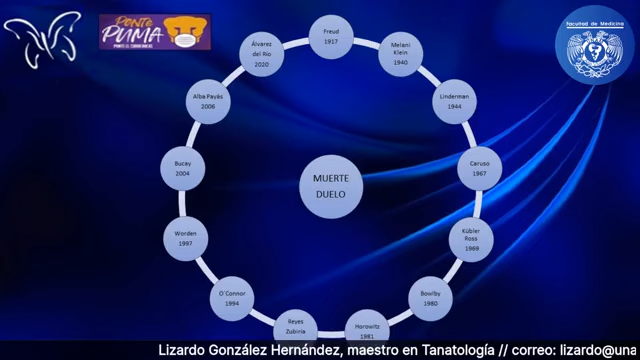 PONTE
PUMA
PONTE EL CUBREBOCAS
Facultad de Medicina
Freud
1917
Melani
Klein
1940
Linderman
1944
Caruso
1967
Kübler
Ross
1969
Bowlby
1980
Horowitz
1981
Reyes
Zubiria
O´Connor
1994
Worden
1997
Bucay
2004
Alba Payás
2006
Álvarez
del Río
2020
MUERTE
DUELO
Lizardo González Hernández, maestro en Tanatología // correo: lizardo@una